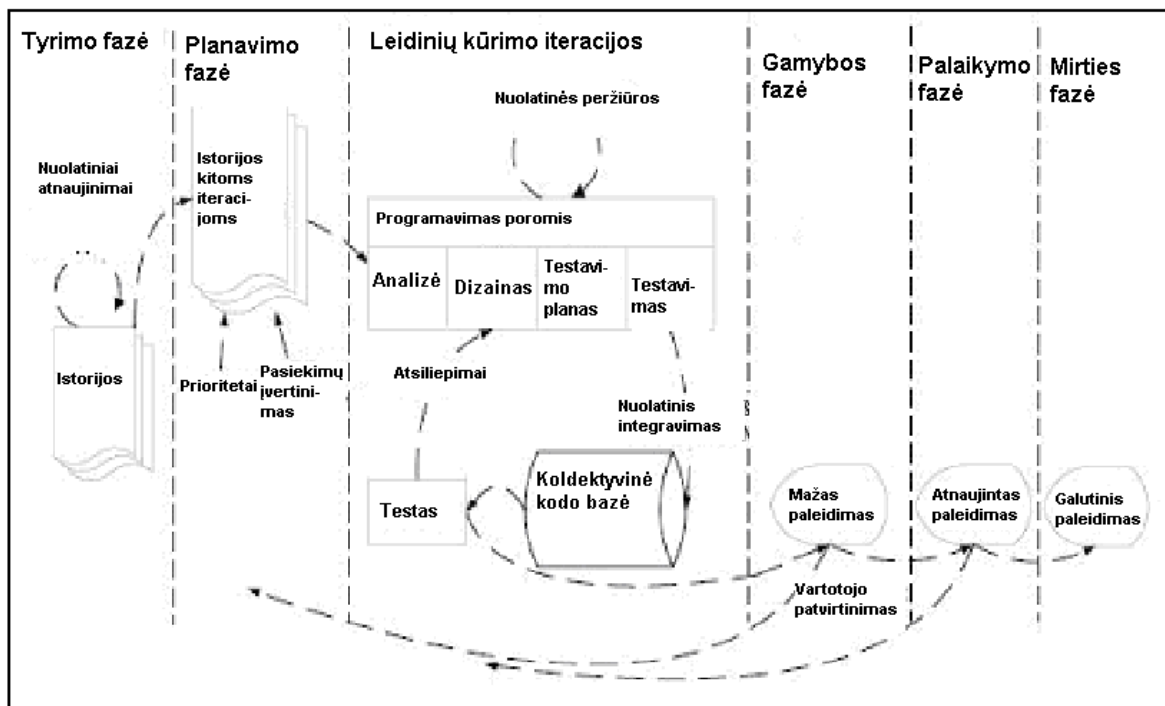 Tyrimo fazė
Planavimo
fazė
Leidinių kūrimo iteracijos
Gamybos
fazė
Palaikymo
fazė
Mirties
fazė
Nuolatiniai
atnaujinimai
Istorijos
Istorijos
kitoms
iteraci-
joms
Prioritetai
Pasiekimų
įvertini-
mas
Nuolatinės peržiūros
Programavimas poromis
Analizė
Dizainas
Testavi-
mo
planas
Testavi-
mas
Atsiliepimai
Nuolatinis
integravimas
Testas
Koldektyvinė
kodo bazė
Mažas
paleidimas
Atnaujintas
paleidimas
Galutinis
paleidimas
Vartotojo
patvirtinimas